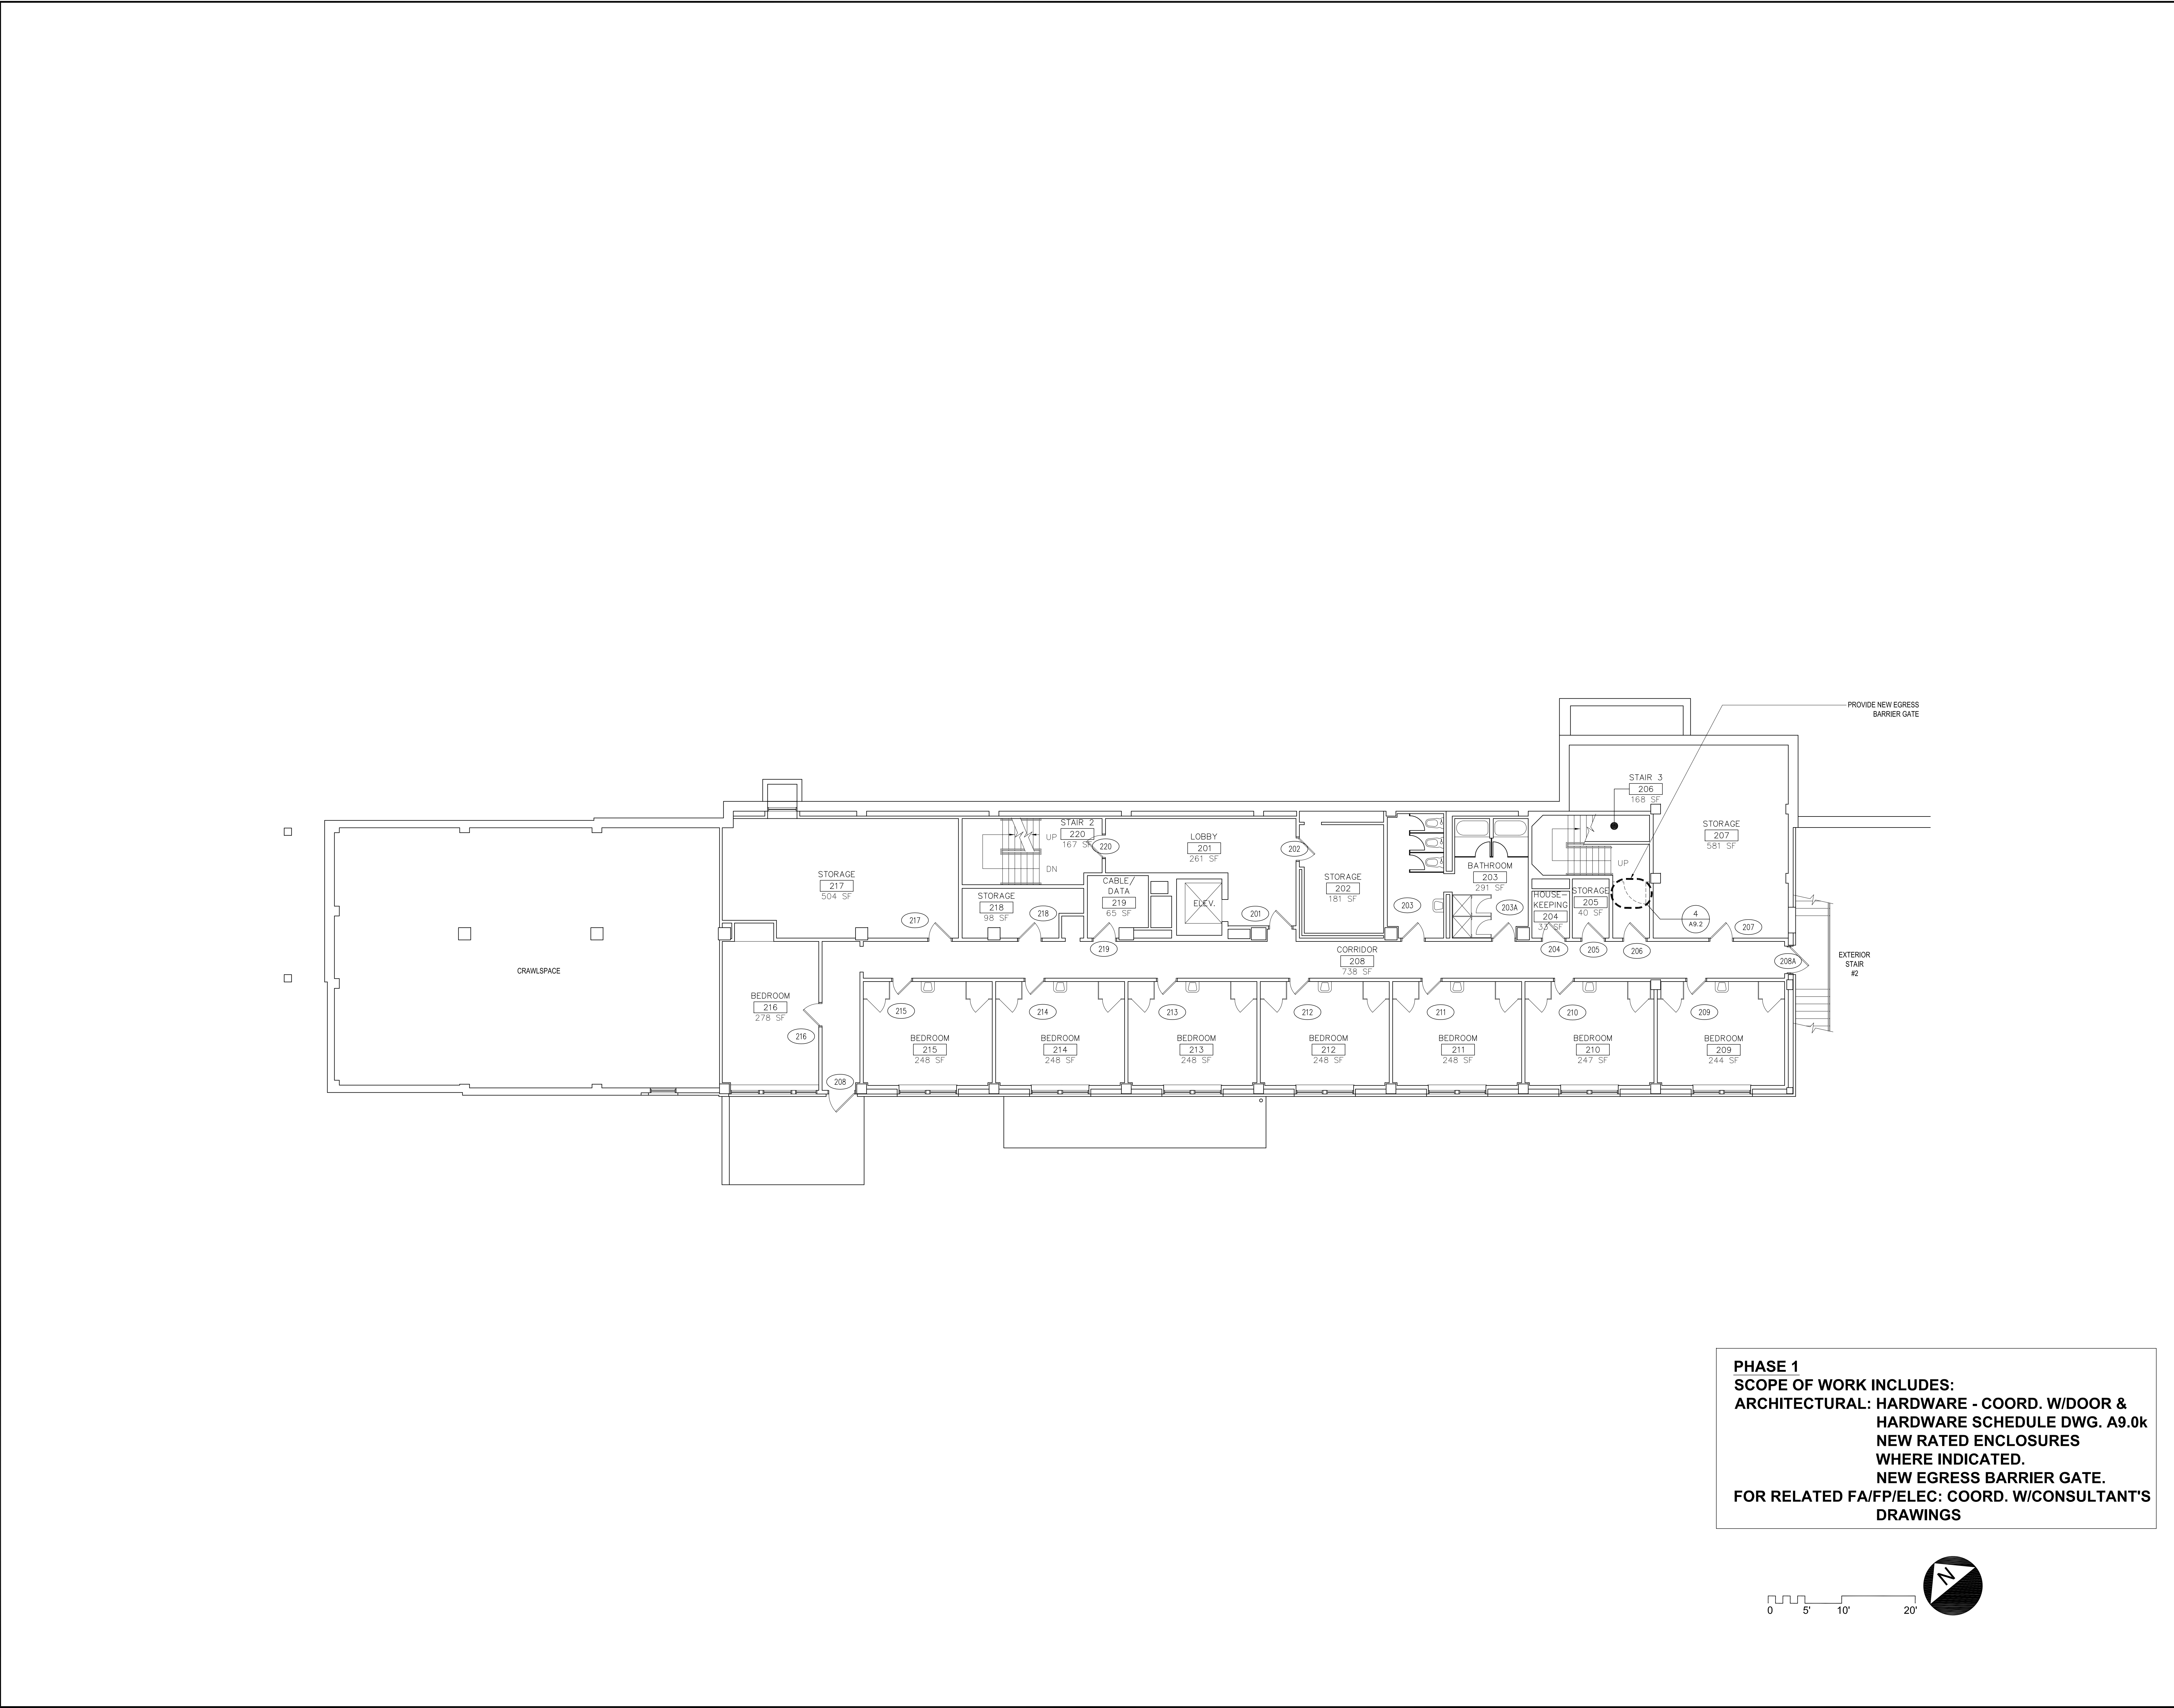 PROVIDE NEW EGRESS
BARRIER GATE
STAIR 3
206
168 SF
STORAGE
207
581 SF
STAIR 2
220
167 SF
UP
DN
220
LOBBY
201
261 SF
202
STORAGE
202
181 SF
BATHROOM
203
291 SF
UP
STORAGE
217
504 SF
STORAGE
218
98 SF
CABLE/
DATA
219
65 SF
ELEV.
HOUSE-
KEEPING
204
33 SF
STORAGE
205
40 SF
4
A9.2
217
218
201
203
203A
207
219
204
205
206
208A
CORRIDOR
208
738 SF
EXTERIOR
STAIR
#2
CRAWLSPACE
BEDROOM
216
278 SF
216
215
214
213
212
211
210
209
BEDROOM
215
248 SF
BEDROOM
214
248 SF
BEDROOM
213
248 SF
BEDROOM
212
248 SF
BEDROOM
211
248 SF
BEDROOM
210
247 SF
BEDROOM
209
244 SF
208
PHASE 1
SCOPE OF WORK INCLUDES:
ARCHITECTURAL: HARDWARE - COORD. W/DOOR &
HARDWARE SCHEDULE DWG. A9.0k
NEW RATED ENCLOSURES
WHERE INDICATED.
NEW EGRESS BARRIER GATE.
FOR RELATED FA/FP/ELEC: COORD. W/CONSULTANT'S
DRAWINGS
N
0 5' 10' 20'